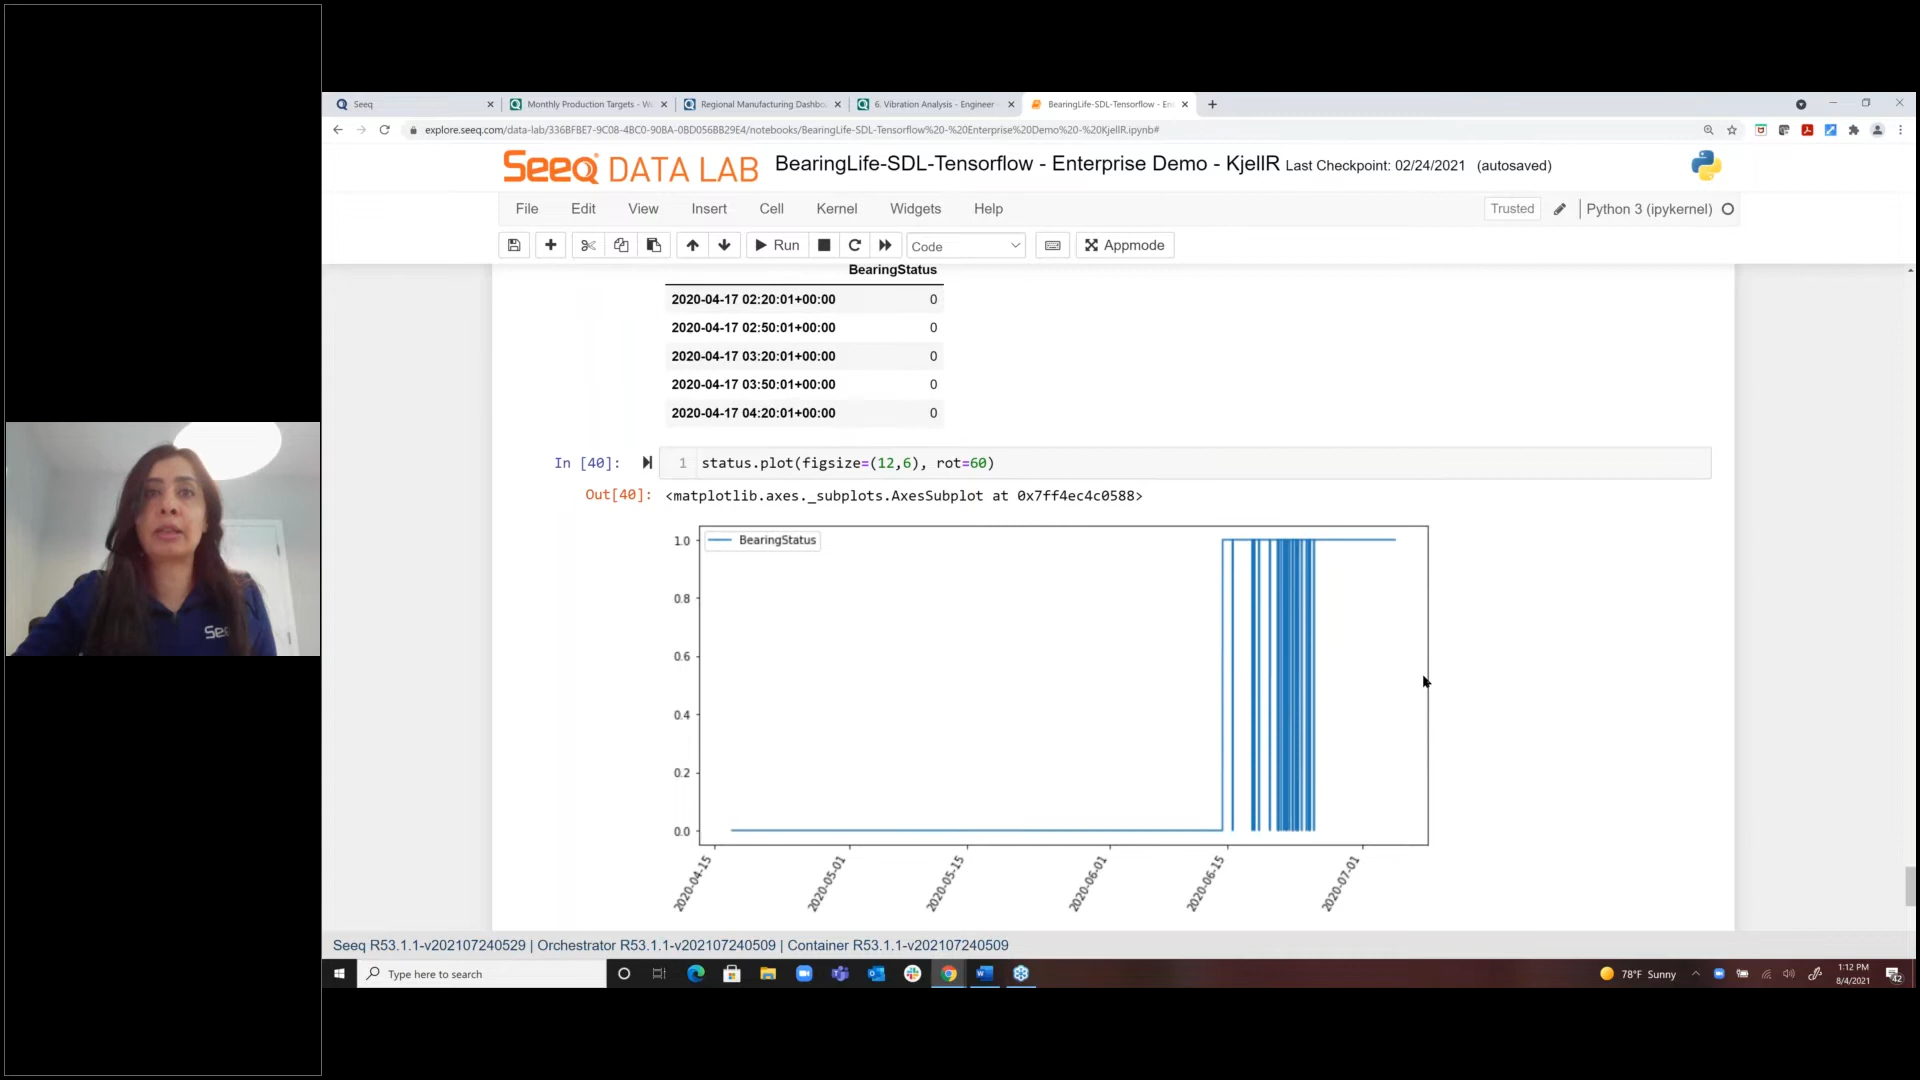 Seeq
Monthly Production Targets - W
Regional Manufacturing Dashbo
6. Vibration Analysis - Engineer
BearingLife-SDL-Tensorflow - En
explore.seeq.com/data-lab/336BFBE7-9C08-4BC0-90BA-0BD056BB29E4/notebooks/BearingLife-SDL-Tensorflow%20-%20Enterprise%20Demo%20-%20KjellR.ipynb#
Seeq DATA LAB BearingLife-SDL-Tensorflow - Enterprise Demo - KjellR Last Checkpoint: 02/24/2021 (autosaved)
File Edit View Insert Cell Kernel Widgets Help Trusted Python 3 (ipykernel)
Run Code Appmode
BearingStatus
2020-04-17 02:20:01+00:00 0
2020-04-17 02:50:01+00:00 0
2020-04-17 03:20:01+00:00 0
2020-04-17 03:50:01+00:00 0
2020-04-17 04:20:01+00:00 0
In [40]: 1 status.plot(figsize=(12,6), rot=60)
Out[40]: <matplotlib.axes._subplots.AxesSubplot at 0x7ff4ec4c0588>
BearingStatus
1.0
0.8
0.6
0.4
0.2
0.0
2020-04-15 2020-05-01 2020-05-15 2020-06-01 2020-06-15 2020-07-01
See
Seeq R53.1.1-v202107240529 | Orchestrator R53.1.1-v202107240509 | Container R53.1.1-v202107240509
Type here to search
78°F Sunny
1:12 PM
8/4/2021
42